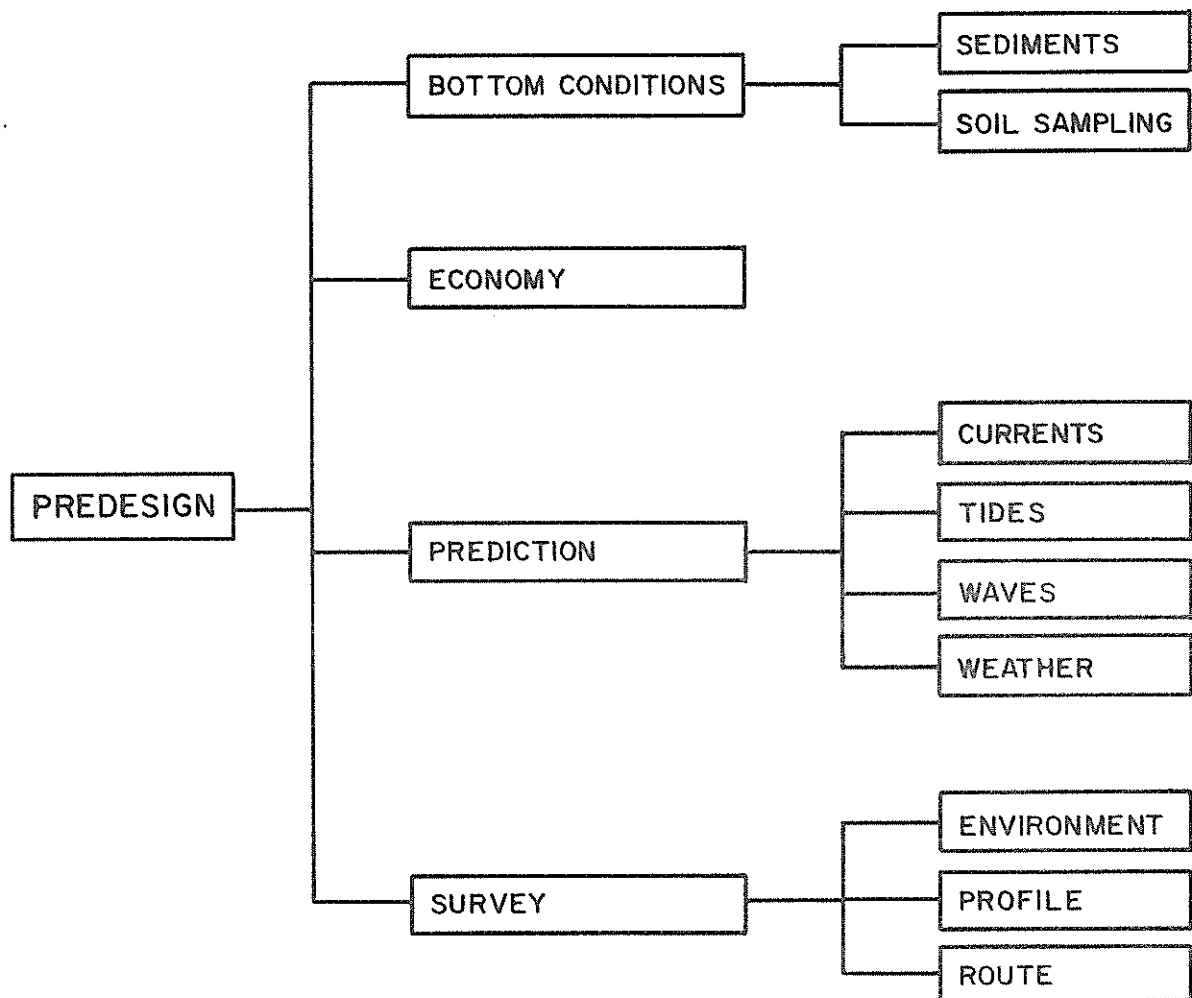 PREDESIGN
BOTTOM CONDITIONS
SEDIMENTS
SOIL SAMPLING
ECONOMY
PREDICTION
CURRENTS
TIDES
WAVES
WEATHER
SURVEY
ENVIRONMENT
PROFILE
ROUTE